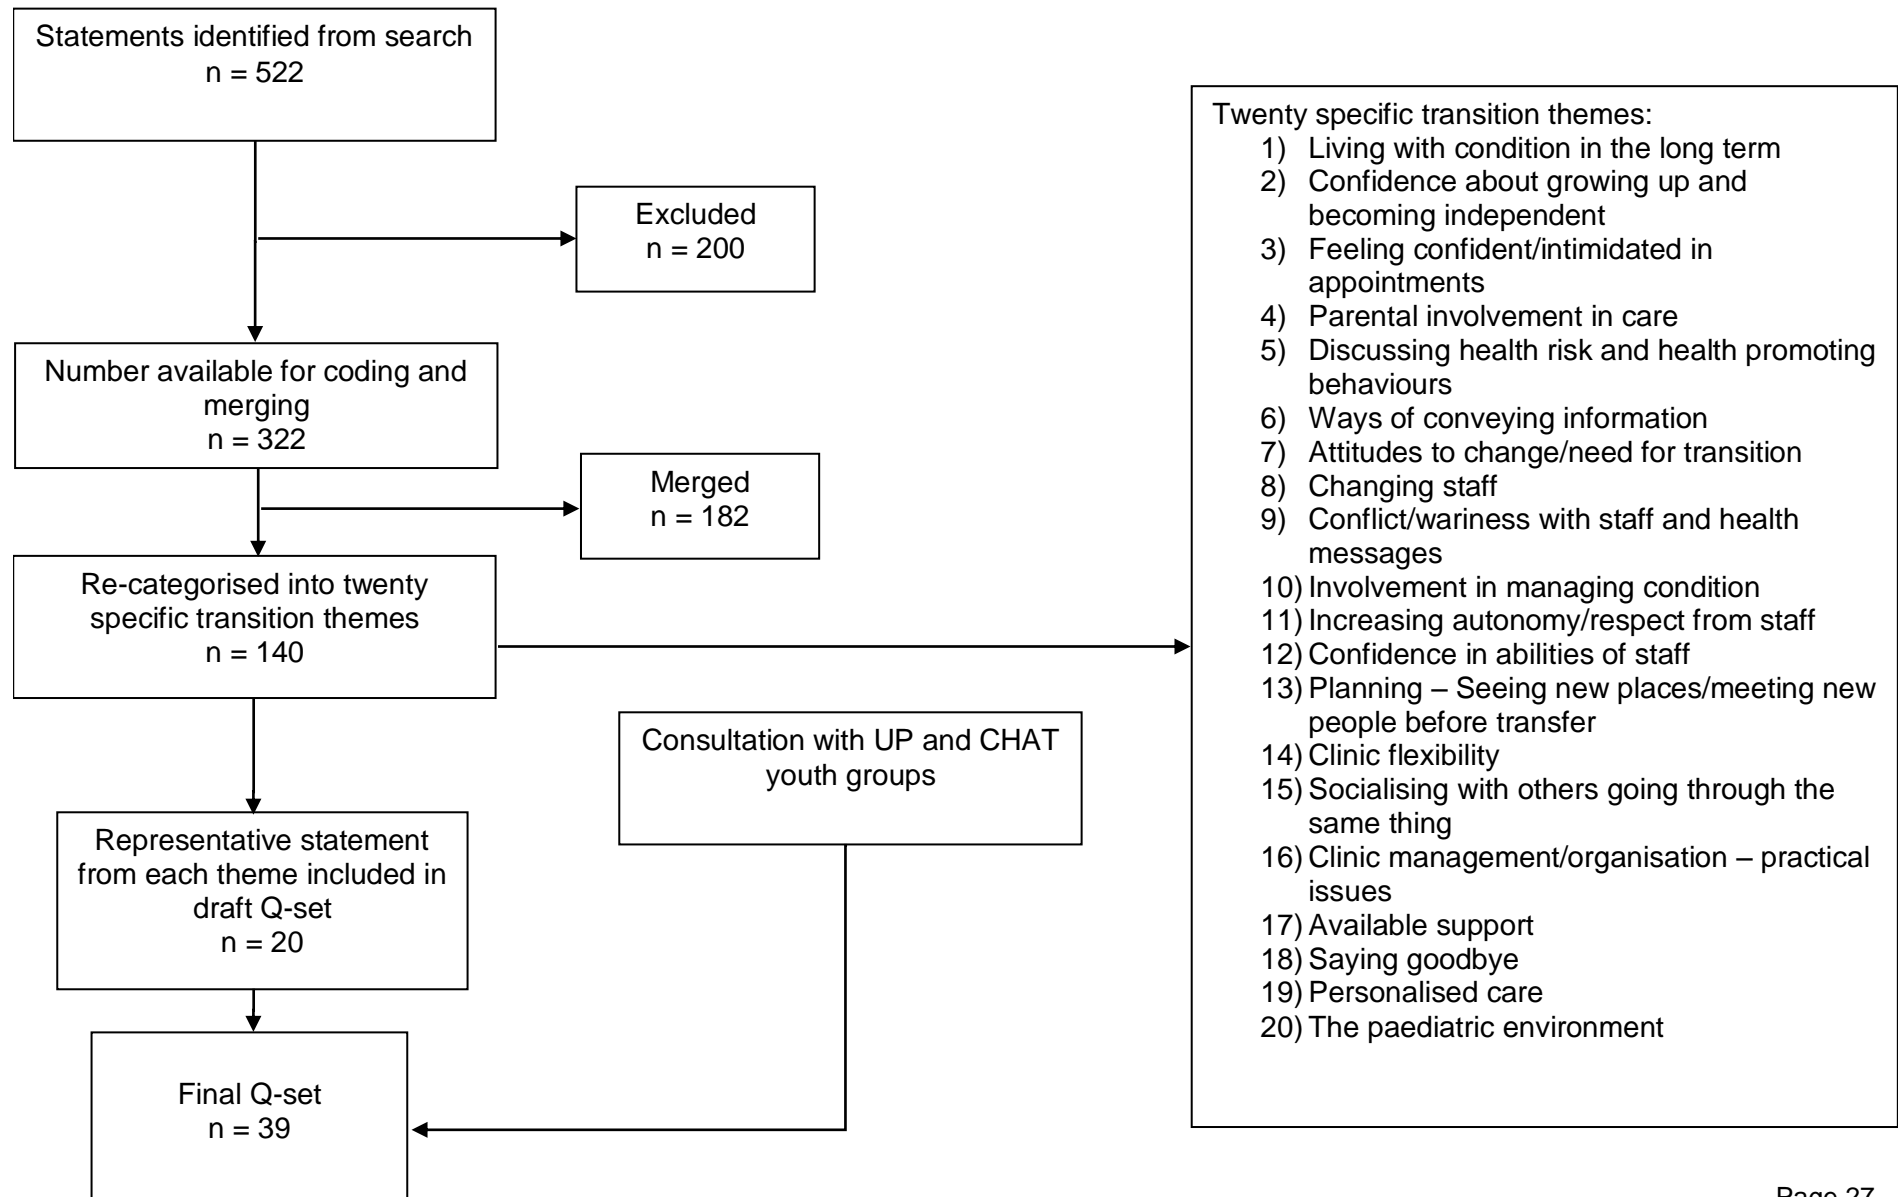 Statements identified from search
n = 522
Excluded
n = 200
Number available for coding and
merging
n = 322
Merged
n = 182
Re-categorised into twenty
specific transition themes
n = 140
Consultation with UP and CHAT
youth groups
Representative statement
from each theme included in
draft Q-set
n = 20
Final Q-set
n = 39
Twenty specific transition themes:
1) Living with condition in the long term
2) Confidence about growing up and
becoming independent
3) Feeling confident/intimidated in
appointments
4) Parental involvement in care
5) Discussing health risk and health promoting
behaviours
6) Ways of conveying information
7) Attitudes to change/need for transition
8) Changing staff
9) Conflict/wariness with staff and health
messages
10) Involvement in managing condition
11) Increasing autonomy/respect from staff
12) Confidence in abilities of staff
13) Planning – Seeing new places/meeting new
people before transfer
14) Clinic flexibility
15) Socialising with others going through the
same thing
16) Clinic management/organisation – practical
issues
17) Available support
18) Saying goodbye
19) Personalised care
20) The paediatric environment
Page 27